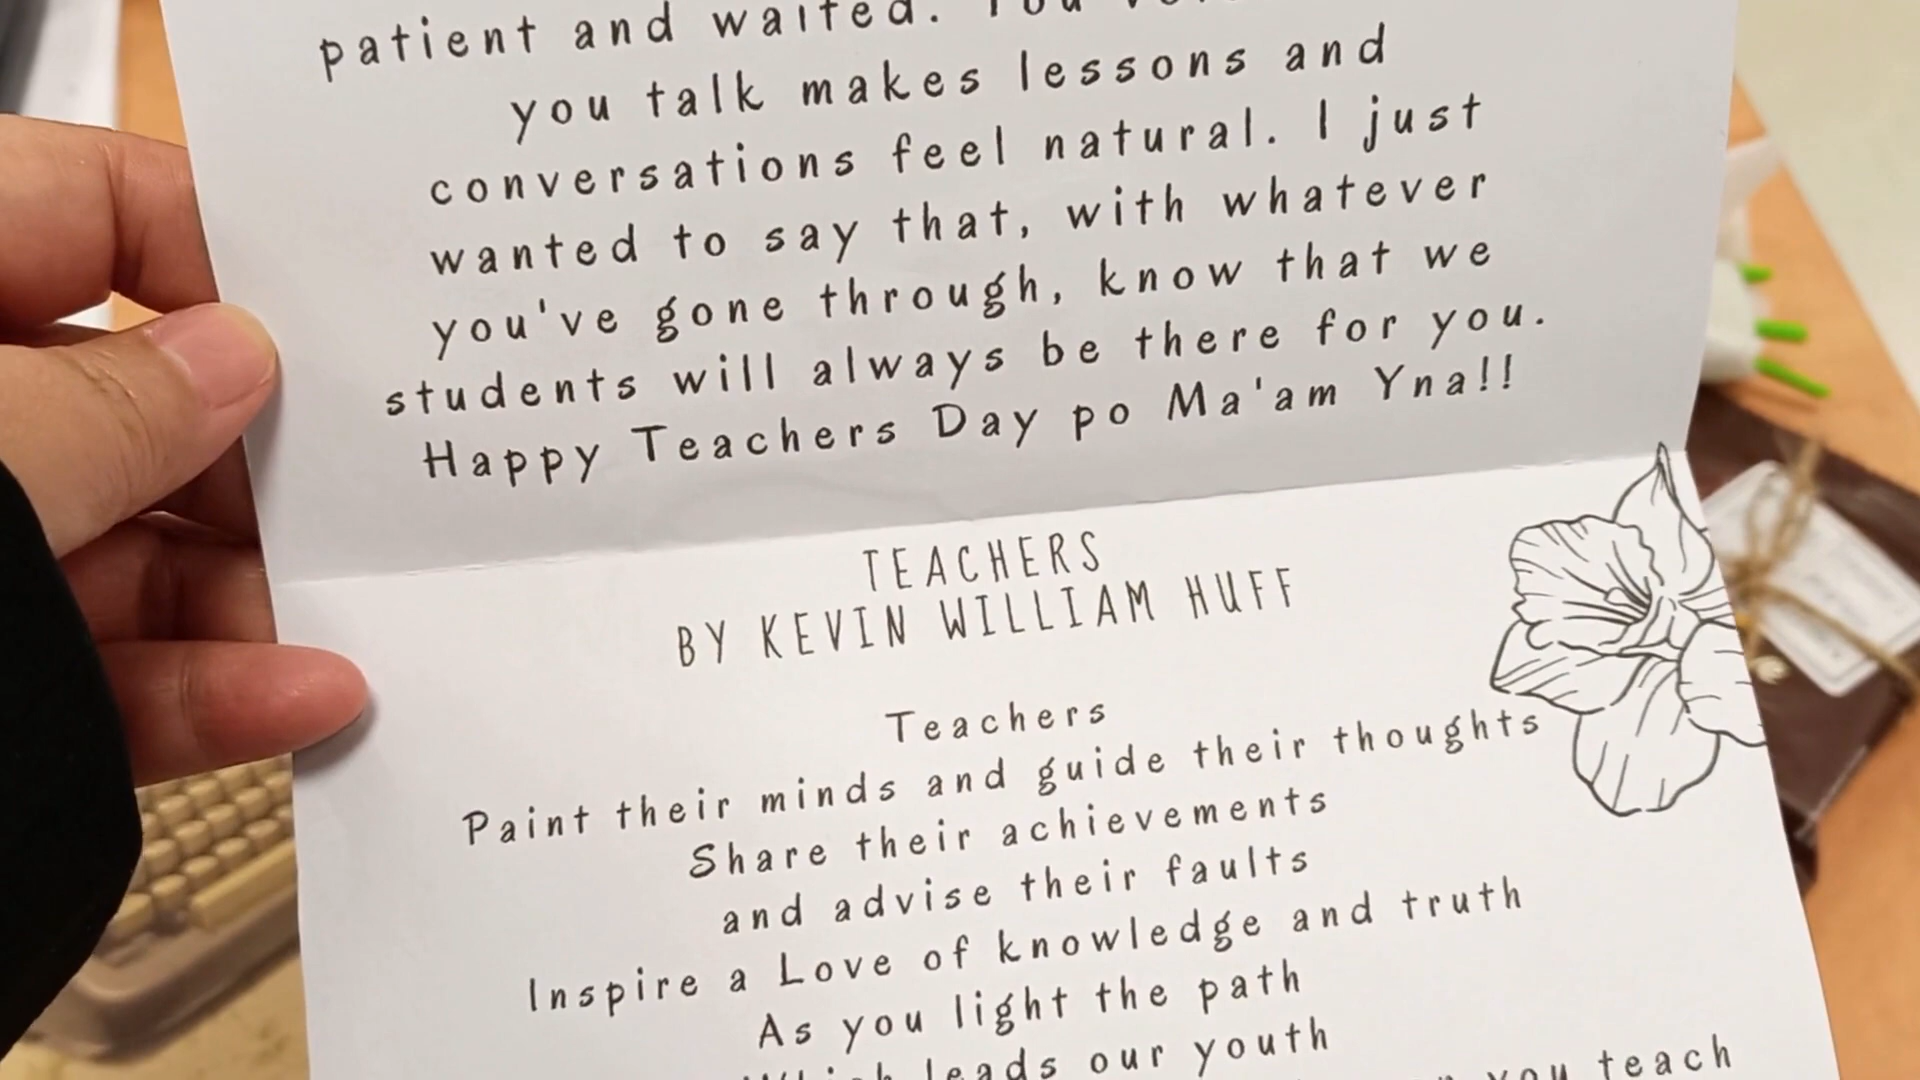 patient and waited. You
you talk makes lessons and
conversations feel natural. I just
wanted to say that, with whatever
you've gone through, know that we
students will always be there for you.
Happy Teachers Day po Ma'am Yna!!
TEACHERS
BY KEVIN WILLIAM HUFF
Teachers
Paint their minds and guide their thoughts
Share their achievements
and advise their faults
Inspire a Love of knowledge and truth
As you light the path
Which leads our youth
you teach